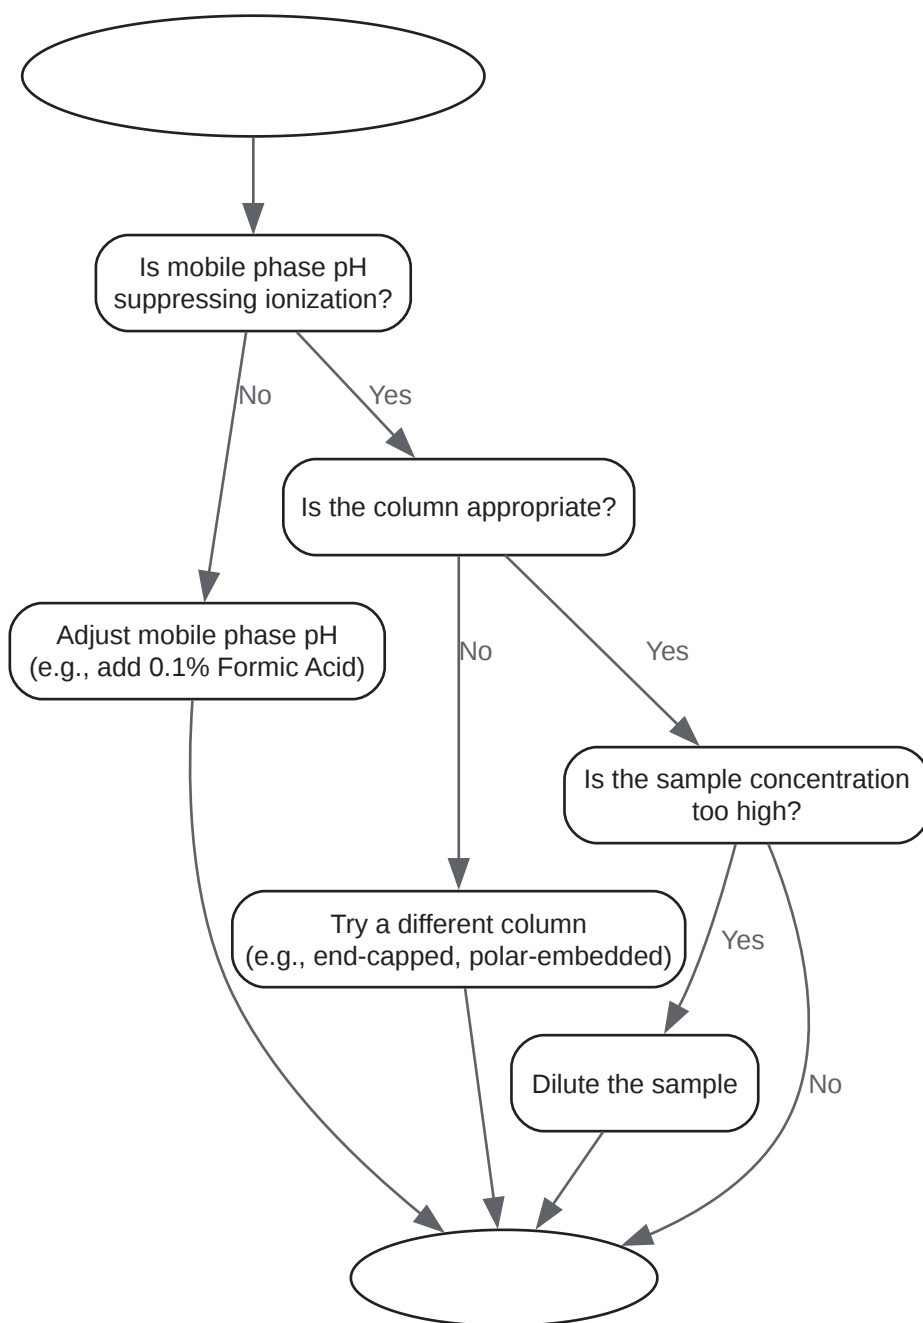 Is mobile phase pH
suppressing ionization?
No
Yes
Is the column appropriate?
Adjust mobile phase pH
(e.g., add 0.1% Formic Acid)
No
Yes
Is the sample concentration
too high?
Try a different column
(e.g., end-capped, polar-embedded)
Yes
Dilute the sample
No